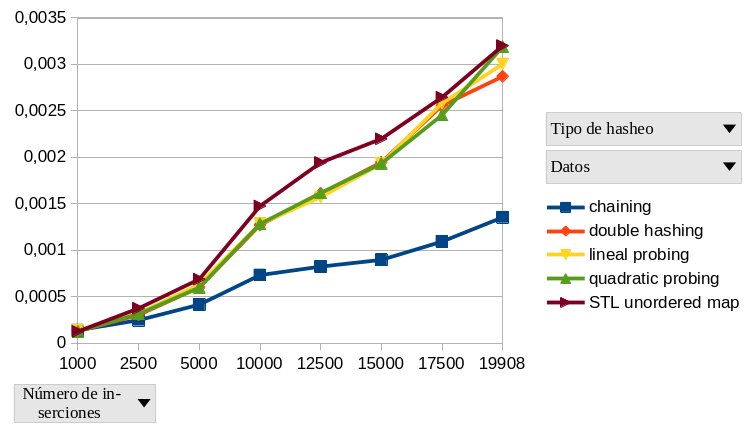 0,0035
0,003
0,0025
0,002
0,0015
0,001
0,0005
0
1000 2500 5000 10000 12500 15000 17500 19908
Número de in-
serciones
Tipo de hasheo
Datos
chaining
double hashing
lineal probing
quadratic probing
STL unordered map